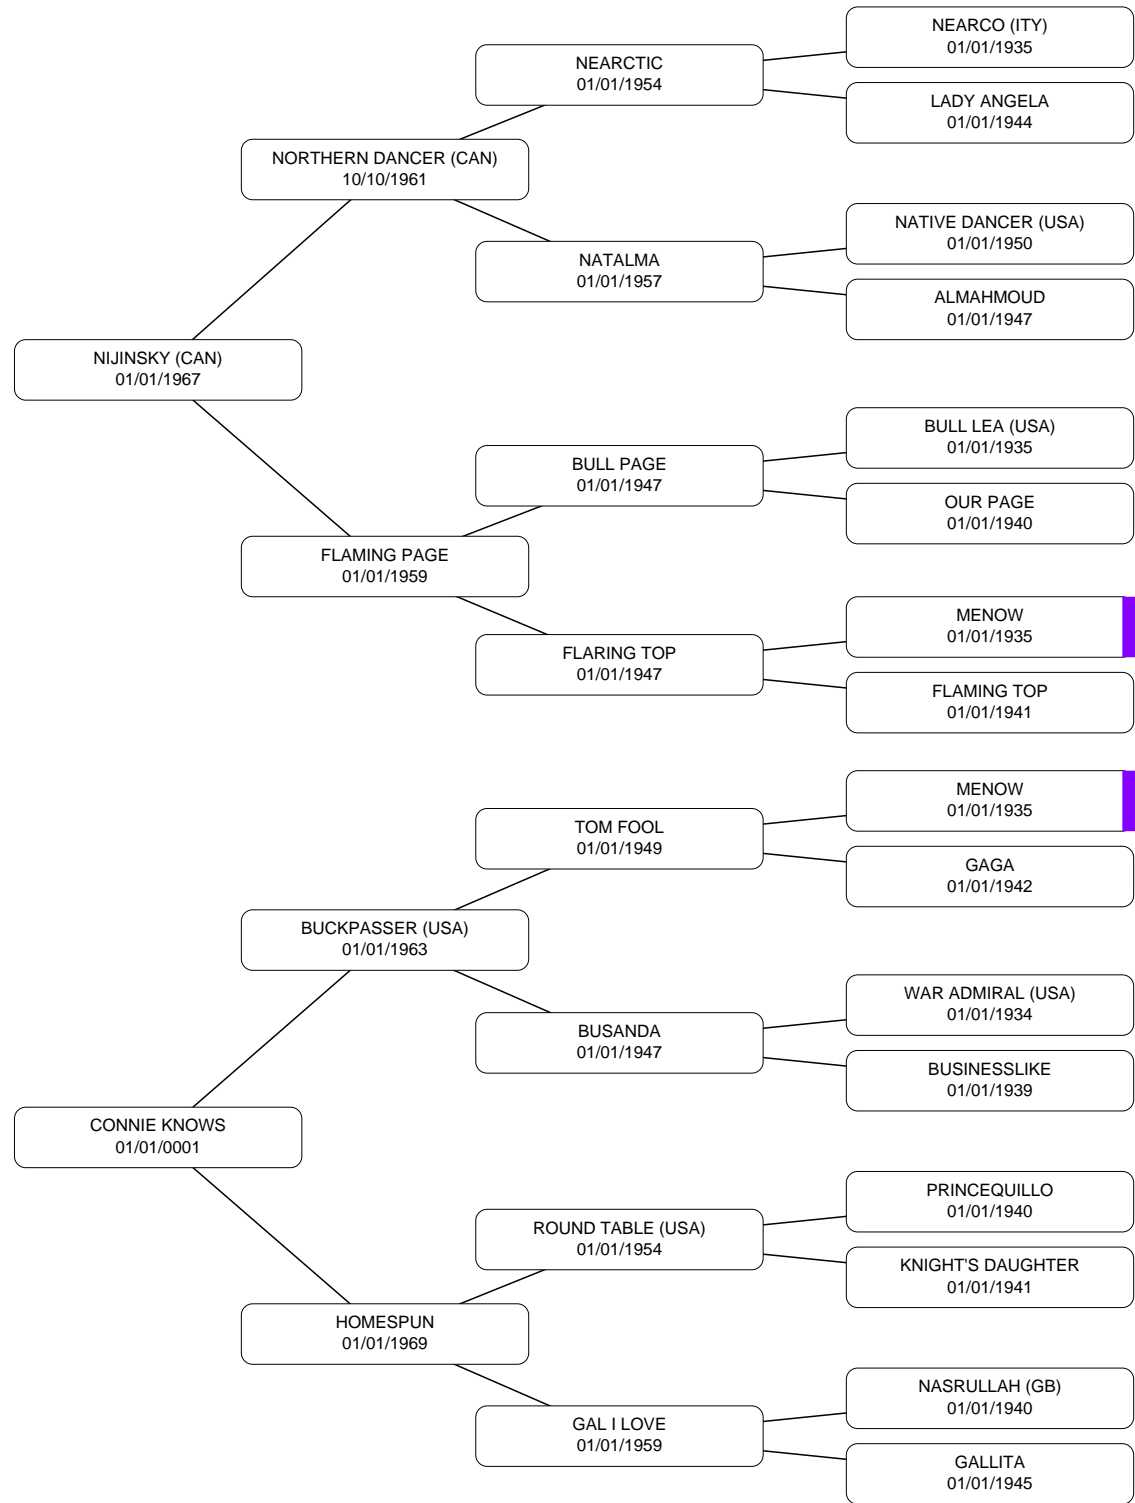 NEARCO (ITY)
01/01/1935
NEARCTIC
01/01/1954
LADY ANGELA
01/01/1944
NORTHERN DANCER (CAN)
10/10/1961
NATIVE DANCER (USA)
01/01/1950
NATALMA
01/01/1957
ALMAHMOUD
01/01/1947
NIJINSKY (CAN)
01/01/1967
BULL LEA (USA)
01/01/1935
BULL PAGE
01/01/1947
OUR PAGE
01/01/1940
FLAMING PAGE
01/01/1959
MENOW
01/01/1935
FLARING TOP
01/01/1947
FLAMING TOP
01/01/1941
MENOW
01/01/1935
TOM FOOL
01/01/1949
GAGA
01/01/1942
BUCKPASSER (USA)
01/01/1963
WAR ADMIRAL (USA)
01/01/1934
BUSANDA
01/01/1947
BUSINESSLIKE
01/01/1939
CONNIE KNOWS
01/01/0001
PRINCEQUILLO
01/01/1940
ROUND TABLE (USA)
01/01/1954
KNIGHT'S DAUGHTER
01/01/1941
HOMESPUN
01/01/1969
NASRULLAH (GB)
01/01/1940
GAL I LOVE
01/01/1959
GALLITA
01/01/1945